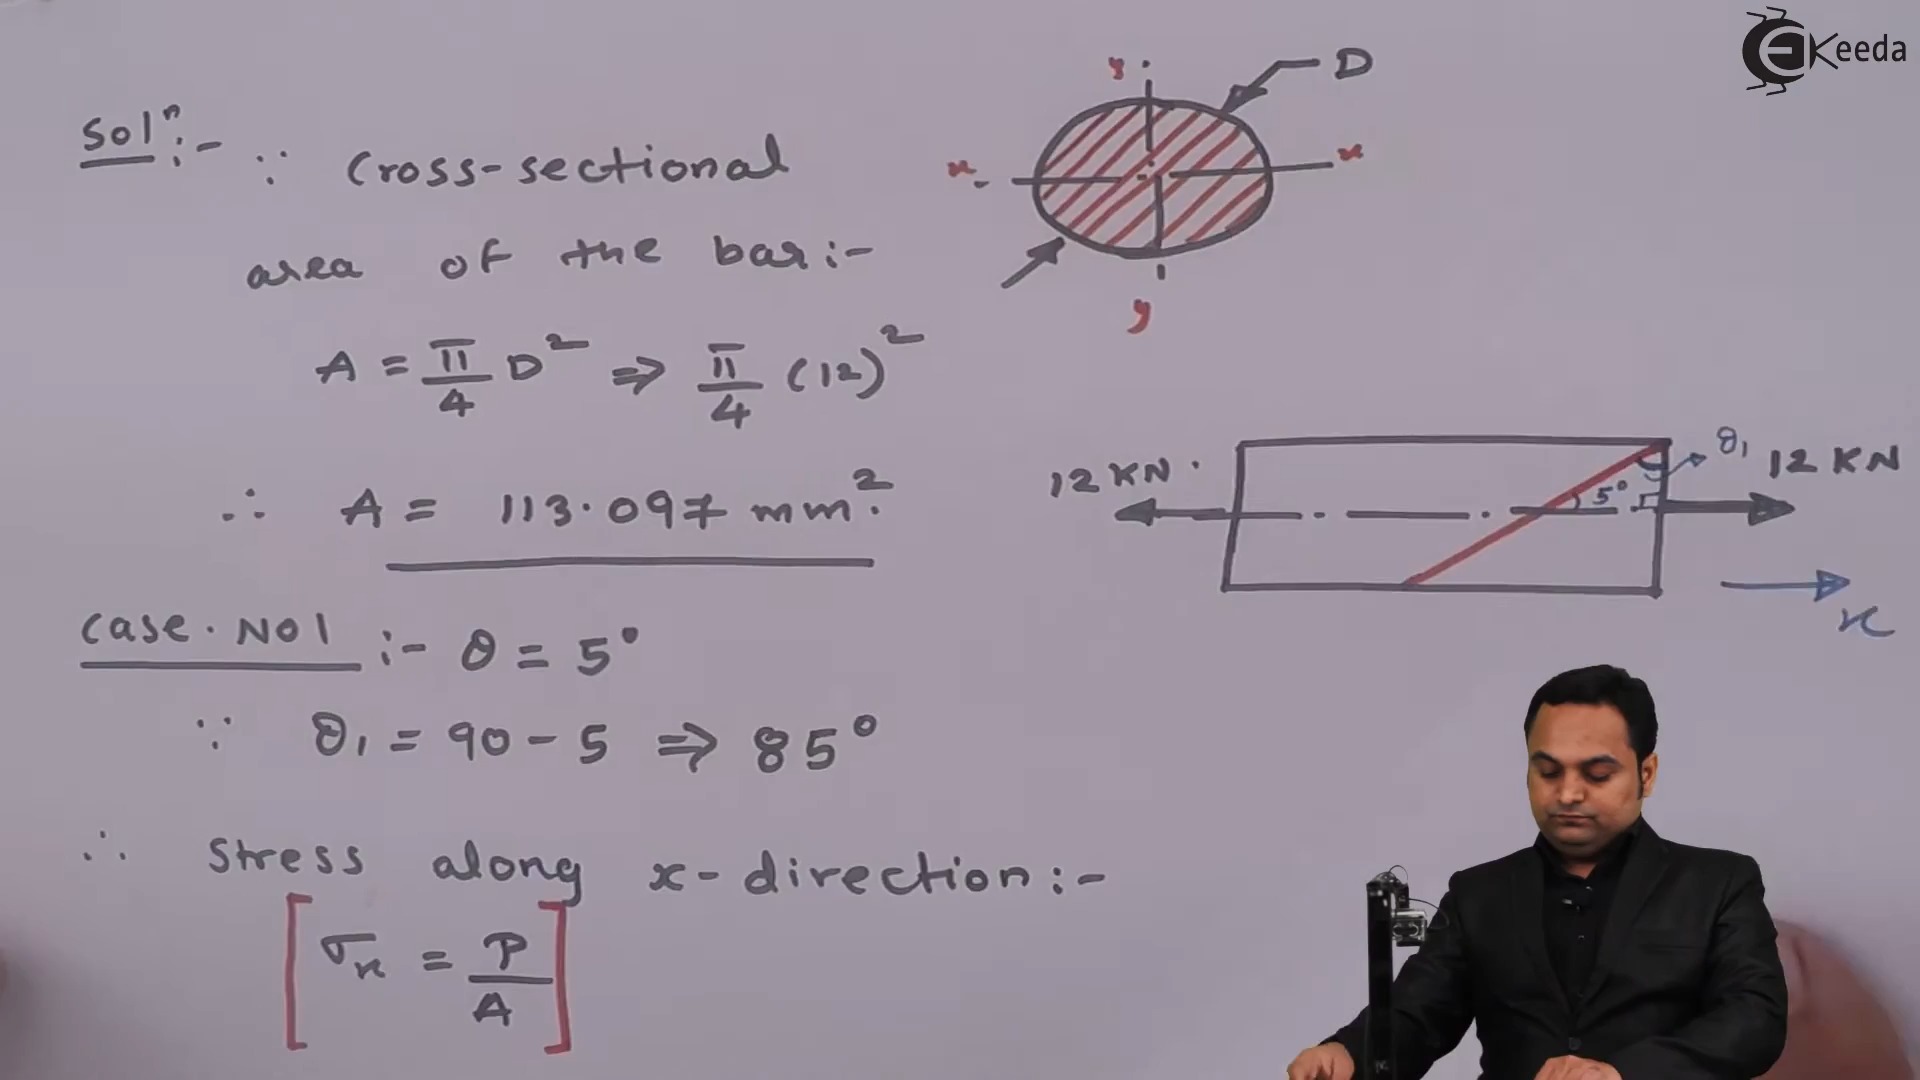 Ekeeda
D
y
x
x
y
Solⁿ:-
∵ Cross-sectional
area of the bar:-
A = π/4 D² ⇒ π/4 (12)²
∴ A = 113.097 mm².
Case. No 1 :- θ = 5°
∵ θ₁ = 90 - 5 ⇒ 85°
∴ Stress along x-direction:-
[σx = P/A]
12 KN.
5°
θ₁
12 KN
x